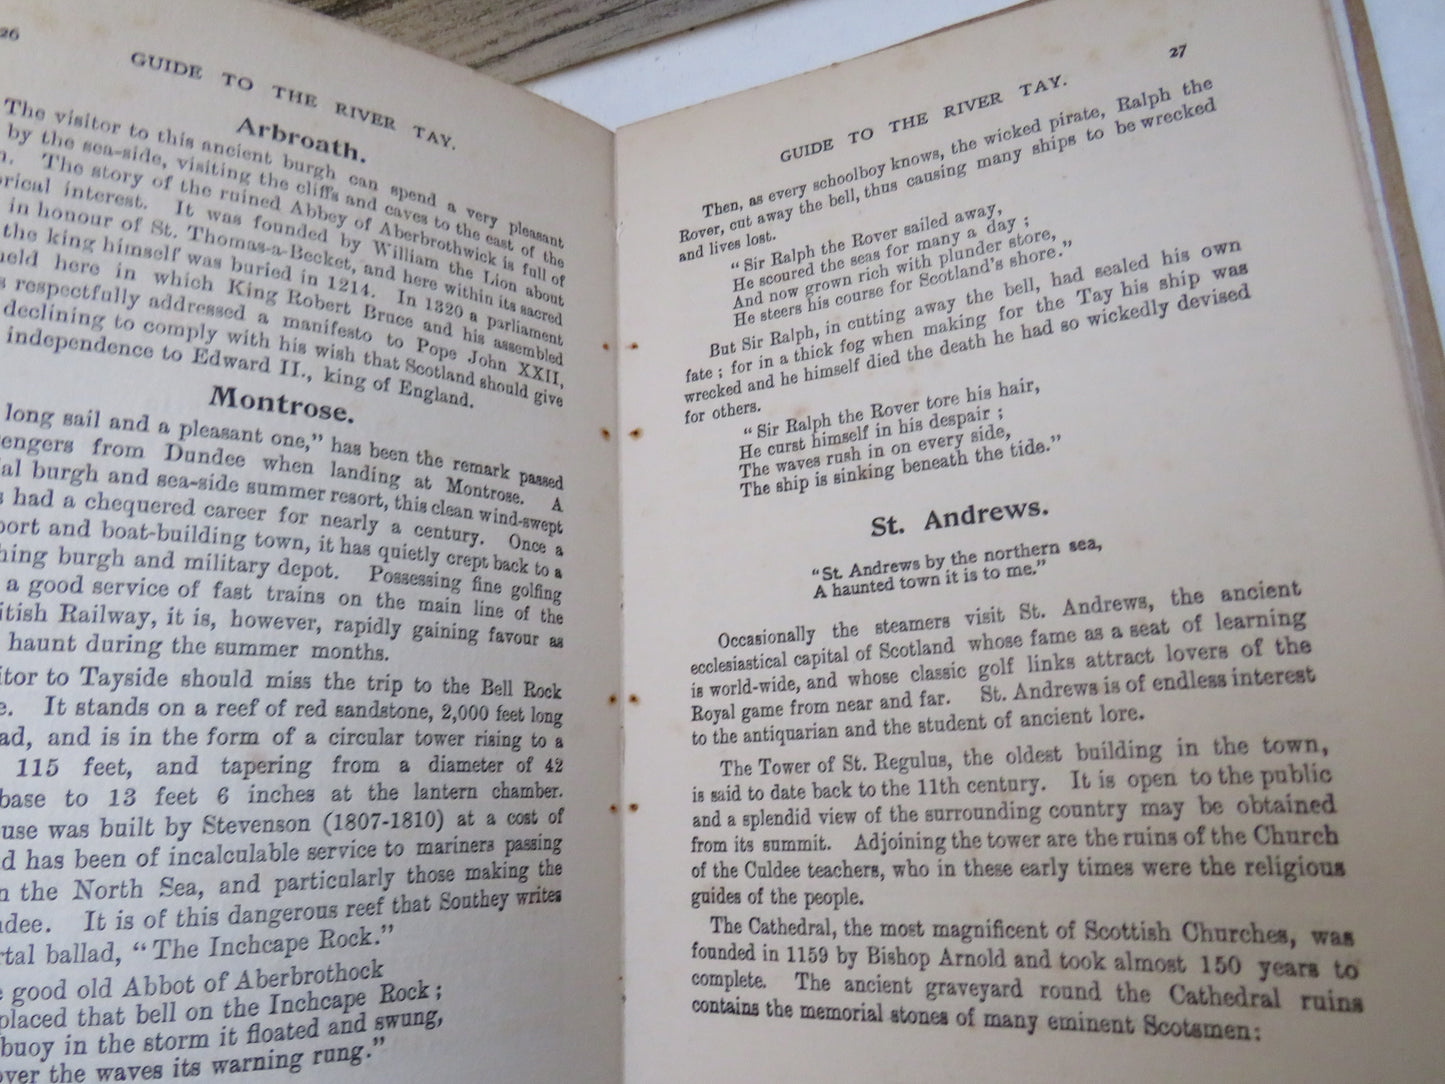 26
GUIDE TO THE RIVER TAY.
Arbroath.
The visitor to this ancient burgh can spend a very pleasant
by the sea-side, visiting the cliffs and caves to the east of the
The story of the ruined Abbey of Aberbrothwick is full of
orical interest. It was founded by William the Lion about
in honour of St. Thomas-a-Becket, and here within its sacred
the king himself was buried in 1214. In 1320 a parliament
held here in which King Robert Bruce and his assembled
s respectfully addressed a manifesto to Pope John XXII,
declining to comply with his wish that Scotland should give
independence to Edward II., king of England.
Montrose.
long sail and a pleasant one," has been the remark passed
engers from Dundee when landing at Montrose. A
al burgh and sea-side summer resort, this clean wind-swept
s had a chequered career for nearly a century. Once a
port and boat-building town, it has quietly crept back to a
hing burgh and military depot. Possessing fine golfing
a good service of fast trains on the main line of the
itish Railway, it is, however, rapidly gaining favour as
haunt during the summer months.
itor to Tayside should miss the trip to the Bell Rock
e. It stands on a reef of red sandstone, 2,000 feet long
ad, and is in the form of a circular tower rising to a
115 feet, and tapering from a diameter of 42
base to 13 feet 6 inches at the lantern chamber.
use was built by Stevenson (1807-1810) at a cost of
d has been of incalculable service to mariners passing
n the North Sea, and particularly those making the
ndee. It is of this dangerous reef that Southey writes
rtal ballad, "The Inchcape Rock."
e good old Abbot of Aberbrothock
placed that bell on the Inchcape Rock;
buoy in the storm it floated and swung,
over the waves its warning rung."
27
GUIDE TO THE RIVER TAY.
Then, as every schoolboy knows, the wicked pirate, Ralph the
Rover, cut away the bell, thus causing many ships to be wrecked
and lives lost.
"Sir Ralph the Rover sailed away,
He scoured the seas for many a day;
And now grown rich with plunder store,
He steers his course for Scotland's shore."
But Sir Ralph, in cutting away the bell, had sealed his own
fate; for in a thick fog when making for the Tay his ship was
wrecked and he himself died the death he had so wickedly devised
for others.
"Sir Ralph the Rover tore his hair,
He curst himself in his despair;
The waves rush in on every side,
The ship is sinking beneath the tide."
St. Andrews.
"St. Andrews by the northern sea,
A haunted town it is to me."
Occasionally the steamers visit St. Andrews, the ancient
ecclesiastical capital of Scotland whose fame as a seat of learning
is world-wide, and whose classic golf links attract lovers of the
Royal game from near and far. St. Andrews is of endless interest
to the antiquarian and the student of ancient lore.
The Tower of St. Regulus, the oldest building in the town,
is said to date back to the 11th century. It is open to the public
and a splendid view of the surrounding country may be obtained
from its summit. Adjoining the tower are the ruins of the Church
of the Culdee teachers, who in these early times were the religious
guides of the people.
The Cathedral, the most magnificent of Scottish Churches, was
founded in 1159 by Bishop Arnold and took almost 150 years to
complete. The ancient graveyard round the Cathedral ruins
contains the memorial stones of many eminent Scotsmen: